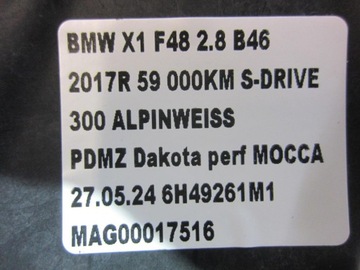 BMW X1 F48 2.8 B46
2017R 59 000KM S-DRIVE
300 ALPINWEISS
PDMZ Dakota perf MOCCA
27.05.24 6H49261M1
MAG00017516